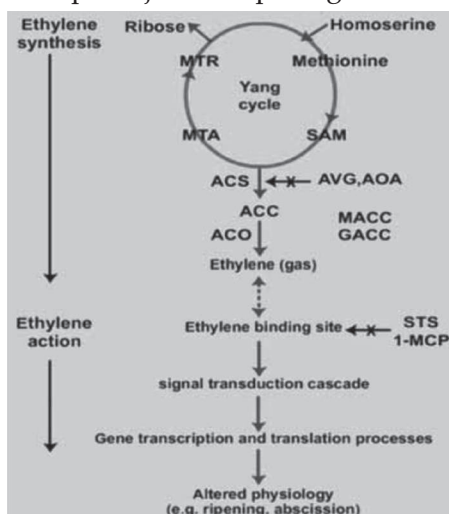 Ethylene
synthesis
Ribose
Homoserine
MTR
Methionine
Yang
cycle
MTA
SAM
ACS
AVG,AOA
ACC
MACC
GACC
ACO
Ethylene (gas)
Ethylene
action
Ethylene binding site
STS
1-MCP
signal transduction cascade
Gene transcription and translation processes
Altered physiology
(e.g. ripening, abscission)